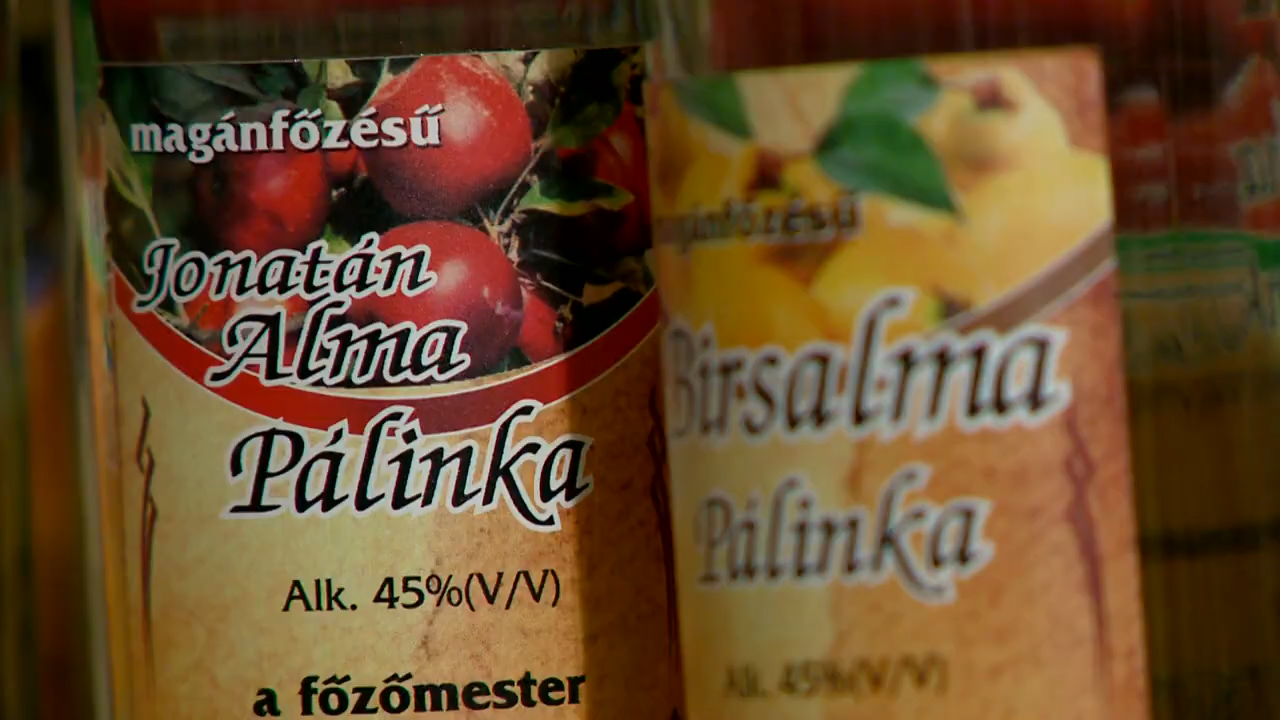 magánfőzésű
Jonatán
Alma
Pálinka
Alk. 45%(V/V)
a főzőmester
magánfőzésű
Birsalma
Pálinka
Alk. 45%(V/V)